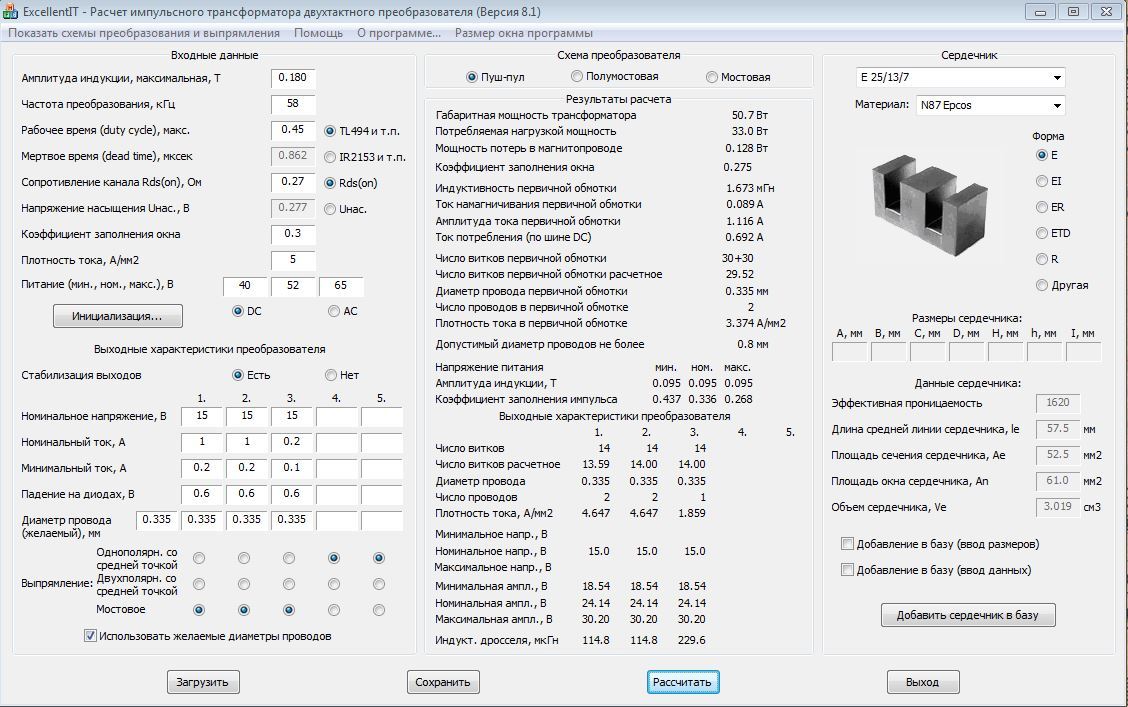 ExcellentIT - Расчет импульсного трансформатора двухтактного преобразователя (Версия 8.1)
Показать схемы преобразования и выпрямления Помощь О программе... Размер окна программы
Входные данные
Амплитуда индукции, максимальная, Т 0.180
Частота преобразования, кГц 58
Рабочее время (duty cycle), макс. 0.45 TL494 и т.п.
Мертвое время (dead time), мксек 0.862 IR2153 и т.п.
Сопротивление канала Rds(on), Ом 0.27 Rds(on)
Напряжение насыщения Uнас., В 0.277 Uнас.
Коэффициент заполнения окна 0.3
Плотность тока, А/мм2 5
Питание (мин., ном., макс.), В 40 52 65
Инициализация... DC AC
Выходные характеристики преобразователя
Стабилизация выходов Есть Нет
1. 2. 3. 4. 5.
Номинальное напряжение, В 15 15 15
Номинальный ток, А 1 1 0.2
Минимальный ток, А 0.2 0.2 0.1
Падение на диодах, В 0.6 0.6 0.6
Диаметр провода 0.335 0.335 0.335 0.335
(желаемый), мм
Однополярн. со
средней точкой
Выпрямление: Двухполярн. со
средней точкой
Мостовое
Использовать желаемые диаметры проводов
Схема преобразователя
Пуш-пул Полумостовая Мостовая
Результаты расчета
Габаритная мощность трансформатора 50.7 Вт
Потребляемая нагрузкой мощность 33.0 Вт
Мощность потерь в магнитопроводе 0.128 Вт
Коэффициент заполнения окна 0.275
Индуктивность первичной обмотки 1.673 мГн
Ток намагничивания первичной обмотки 0.089 А
Амплитуда тока первичной обмотки 1.116 А
Ток потребления (по шине DC) 0.692 А
Число витков первичной обмотки 30+30
Число витков первичной обмотки расчетное 29.52
Диаметр провода первичной обмотки 0.335 мм
Число проводов в первичной обмотке 2
Плотность тока в первичной обмотке 3.374 А/мм2
Допустимый диаметр проводов не более 0.8 мм
Напряжение питания мин. ном. макс.
Амплитуда индукции, Т 0.095 0.095 0.095
Коэффициент заполнения импульса 0.437 0.336 0.268
Выходные характеристики преобразователя
1. 2. 3. 4. 5.
Число витков 14 14 14
Число витков расчетное 13.59 14.00 14.00
Диаметр провода 0.335 0.335 0.335
Число проводов 2 2 1
Плотность тока, А/мм2 4.647 4.647 1.859
Минимальное напр., В
Номинальное напр., В 15.0 15.0 15.0
Максимальное напр., В
Минимальная ампл., В 18.54 18.54 18.54
Номинальная ампл., В 24.14 24.14 24.14
Максимальная ампл., В 30.20 30.20 30.20
Индукт. дросселя, мкГн 114.8 114.8 229.6
Сердечник
E 25/13/7
Материал: N87 Epcos
Форма
E
EI
ER
ETD
R
Другая
Размеры сердечника:
A, мм B, мм C, мм D, мм H, мм h, мм I, мм
Данные сердечника:
Эффективная проницаемость 1620
Длина средней линии сердечника, le 57.5 мм
Площадь сечения сердечника, Ae 52.5 мм2
Площадь окна сердечника, An 61.0 мм2
Объем сердечника, Ve 3.019 см3
Добавление в базу (ввод размеров)
Добавление в базу (ввод данных)
Добавить сердечник в базу
Загрузить Сохранить Рассчитать Выход